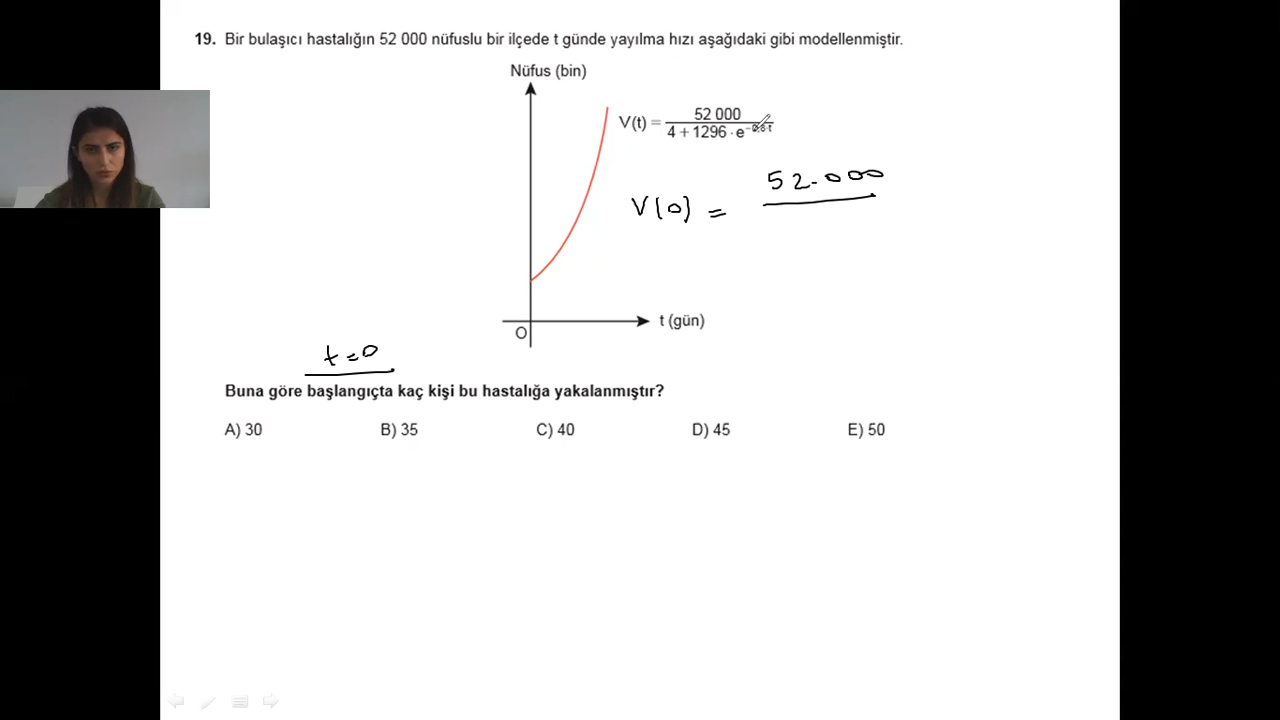 19. Bir bulaşıcı hastalığın 52 000 nüfuslu bir ilçede t günde yayılma hızı aşağıdaki gibi modellenmiştir.
Nüfus (bin)
V(t) = 52 000 / 4 + 1296 · e^-0,8·t
V(0) = 52.000
t (gün)
O
t=0
Buna göre başlangıçta kaç kişi bu hastalığa yakalanmıştır?
A) 30 B) 35 C) 40 D) 45 E) 50